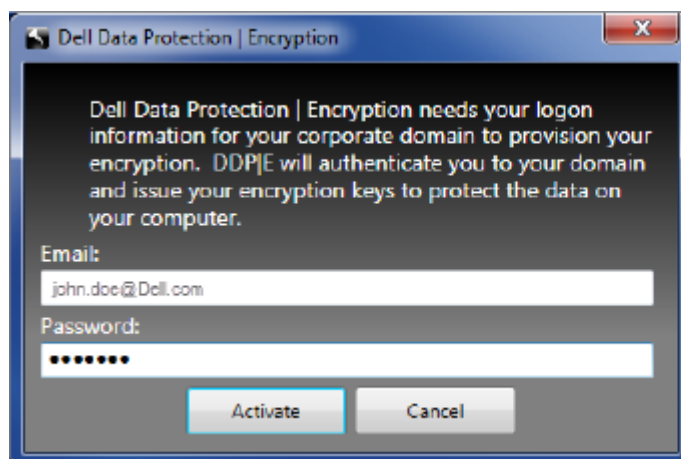 Dell Data Protection | Encryption
Dell Data Protection | Encryption needs your logon
information for your corporate domain to provision your
encryption.  DDP|E will authenticate you to your domain
and issue your encryption keys to protect the data on
your computer.
Email:
john.doe@Dell.com
Password:
•••••••
Activate
Cancel